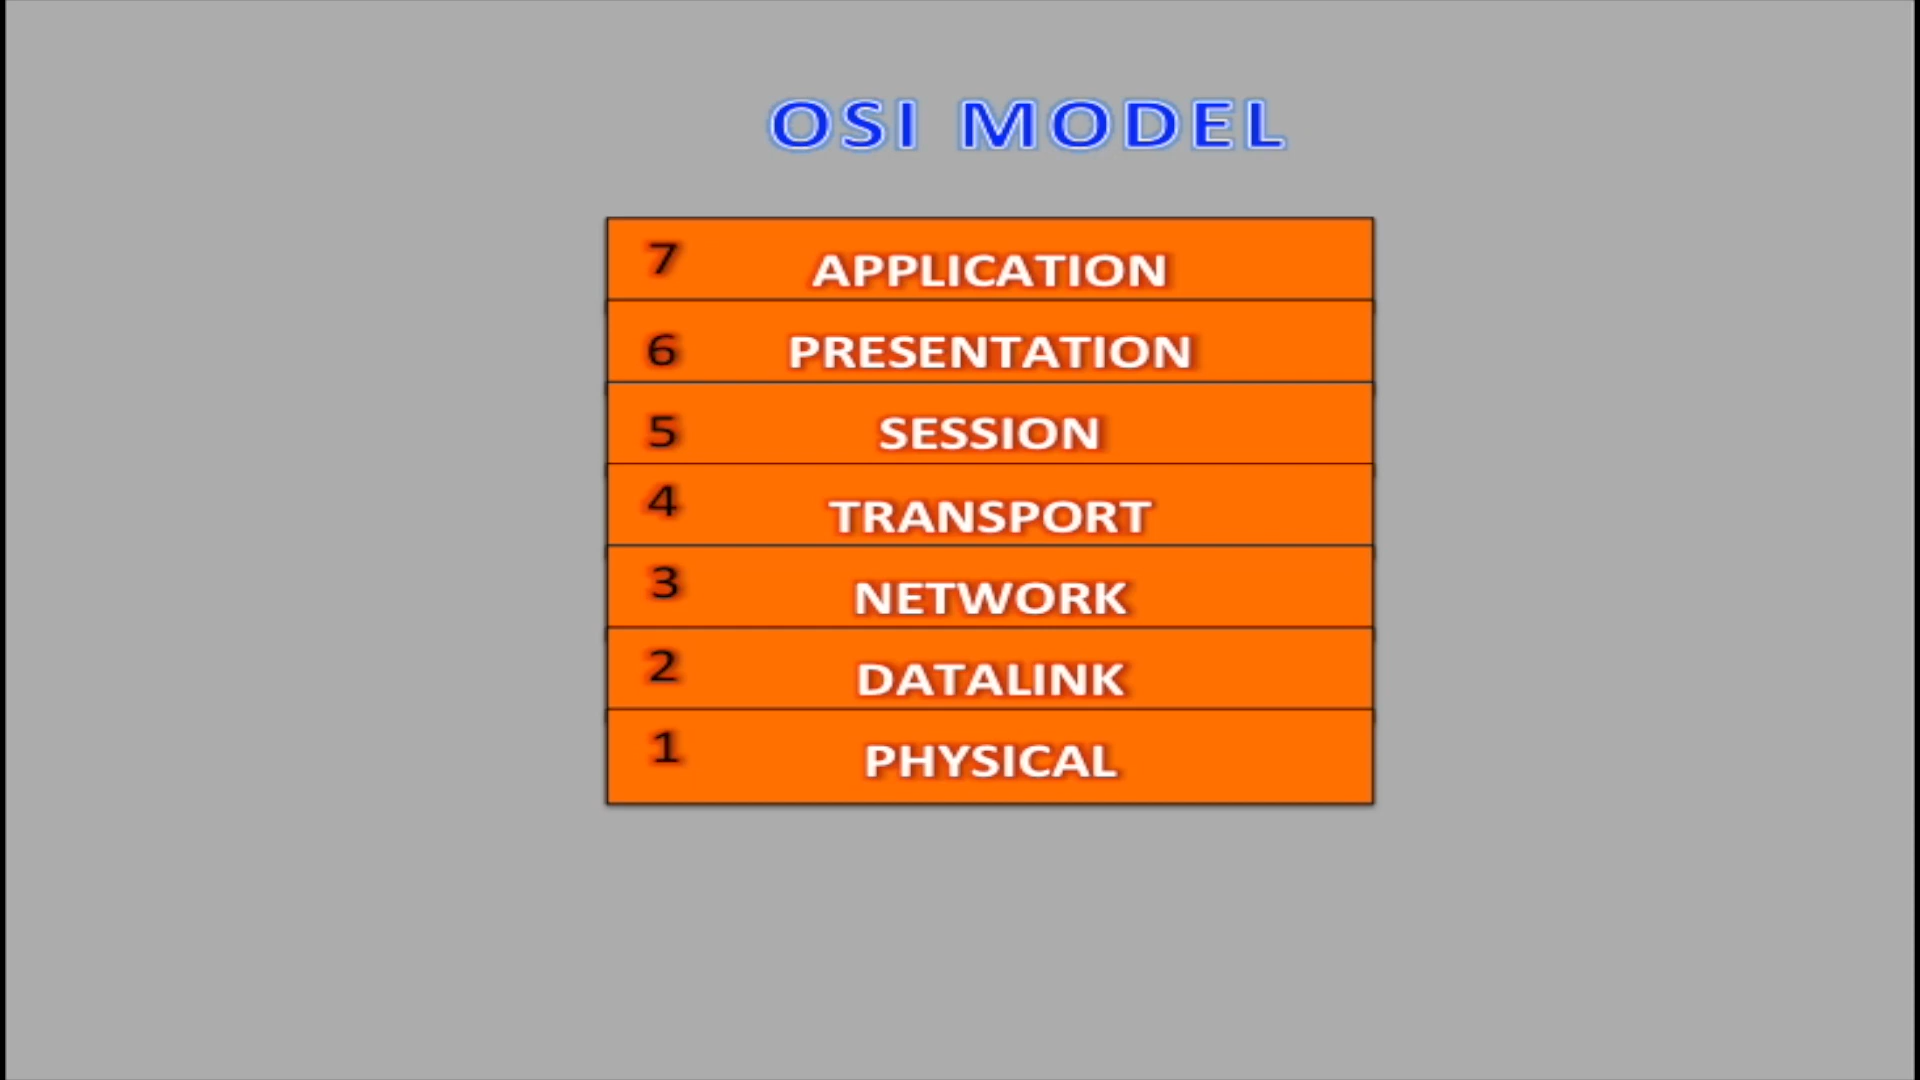 OSI MODEL
7 APPLICATION
6 PRESENTATION
5 SESSION
4 TRANSPORT
3 NETWORK
2 DATALINK
1 PHYSICAL